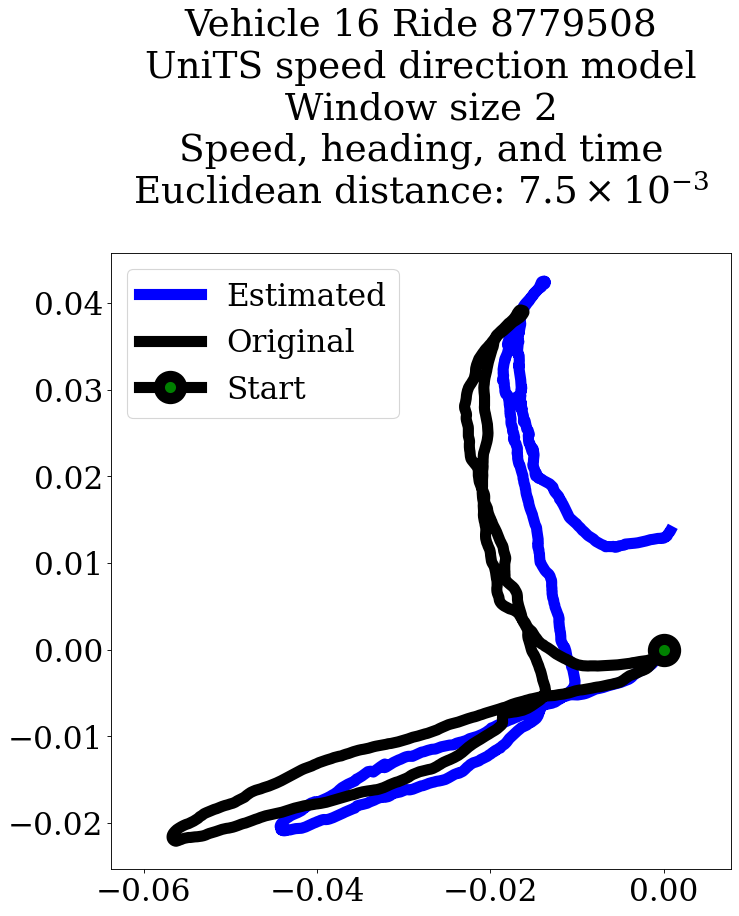 Vehicle 16 Ride 8779508
UniTS speed direction model
Window size 2
Speed, heading, and time
Euclidean distance: 7.5 × 10⁻³
Estimated
Original
Start
0.04
0.03
0.02
0.01
0.00
−0.01
−0.02
−0.06 −0.04 −0.02 0.00